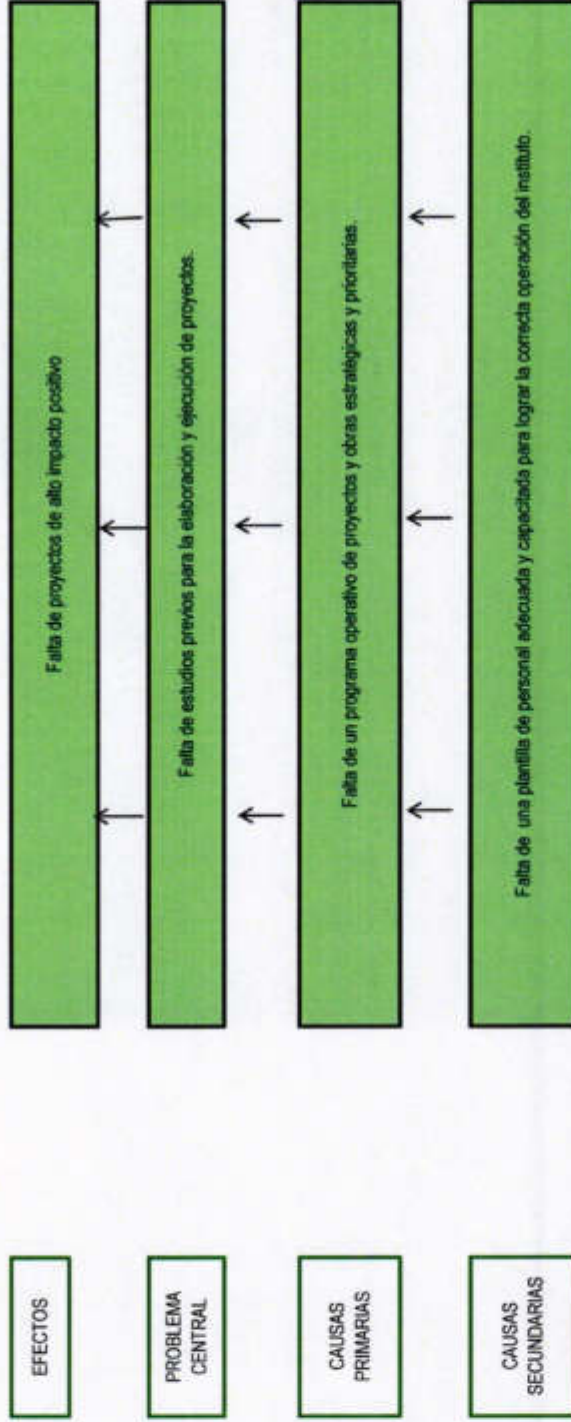 EFECTOS
Falta de proyectos de alto impacto positivo
PROBLEMA
CENTRAL
Falta de estudios previos para la elaboración y ejecución de proyectos.
CAUSAS
PRIMARIAS
Falta de un programa operativo de proyectos y obras estratégicas y prioritarias.
CAUSAS
SECUNDARIAS
Falta de una plantilla de personal adecuada y capacitada para lograr la correcta operación del instituto.